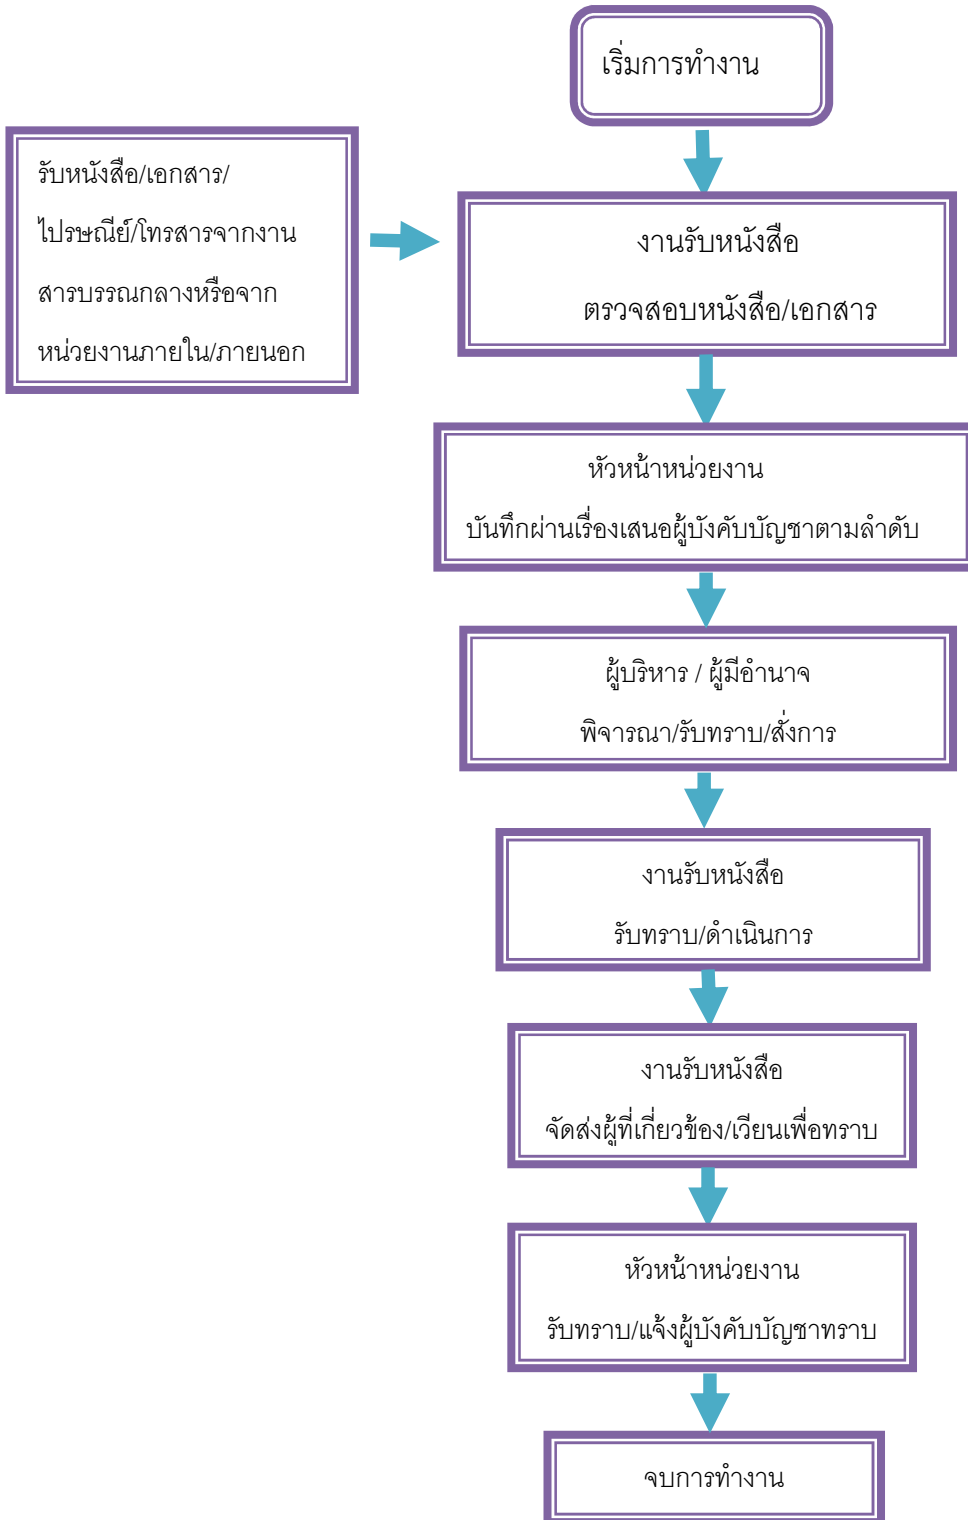 เริ่มการทำงาน
รับหนังสือ/เอกสาร/
ไปรษณีย์/โทรสารจากงาน
สารบรรณกลางหรือจาก
หน่วยงานภายใน/ภายนอก
งานรับหนังสือ
ตรวจสอบหนังสือ/เอกสาร
หัวหน้าหน่วยงาน
บันทึกผ่านเรื่องเสนอผู้บังคับบัญชาตามลำดับ
ผู้บริหาร / ผู้มีอำนาจ
พิจารณา/รับทราบ/สั่งการ
งานรับหนังสือ
รับทราบ/ดำเนินการ
งานรับหนังสือ
จัดส่งผู้ที่เกี่ยวข้อง/เวียนเพื่อทราบ
หัวหน้าหน่วยงาน
รับทราบ/แจ้งผู้บังคับบัญชาทราบ
จบการทำงาน